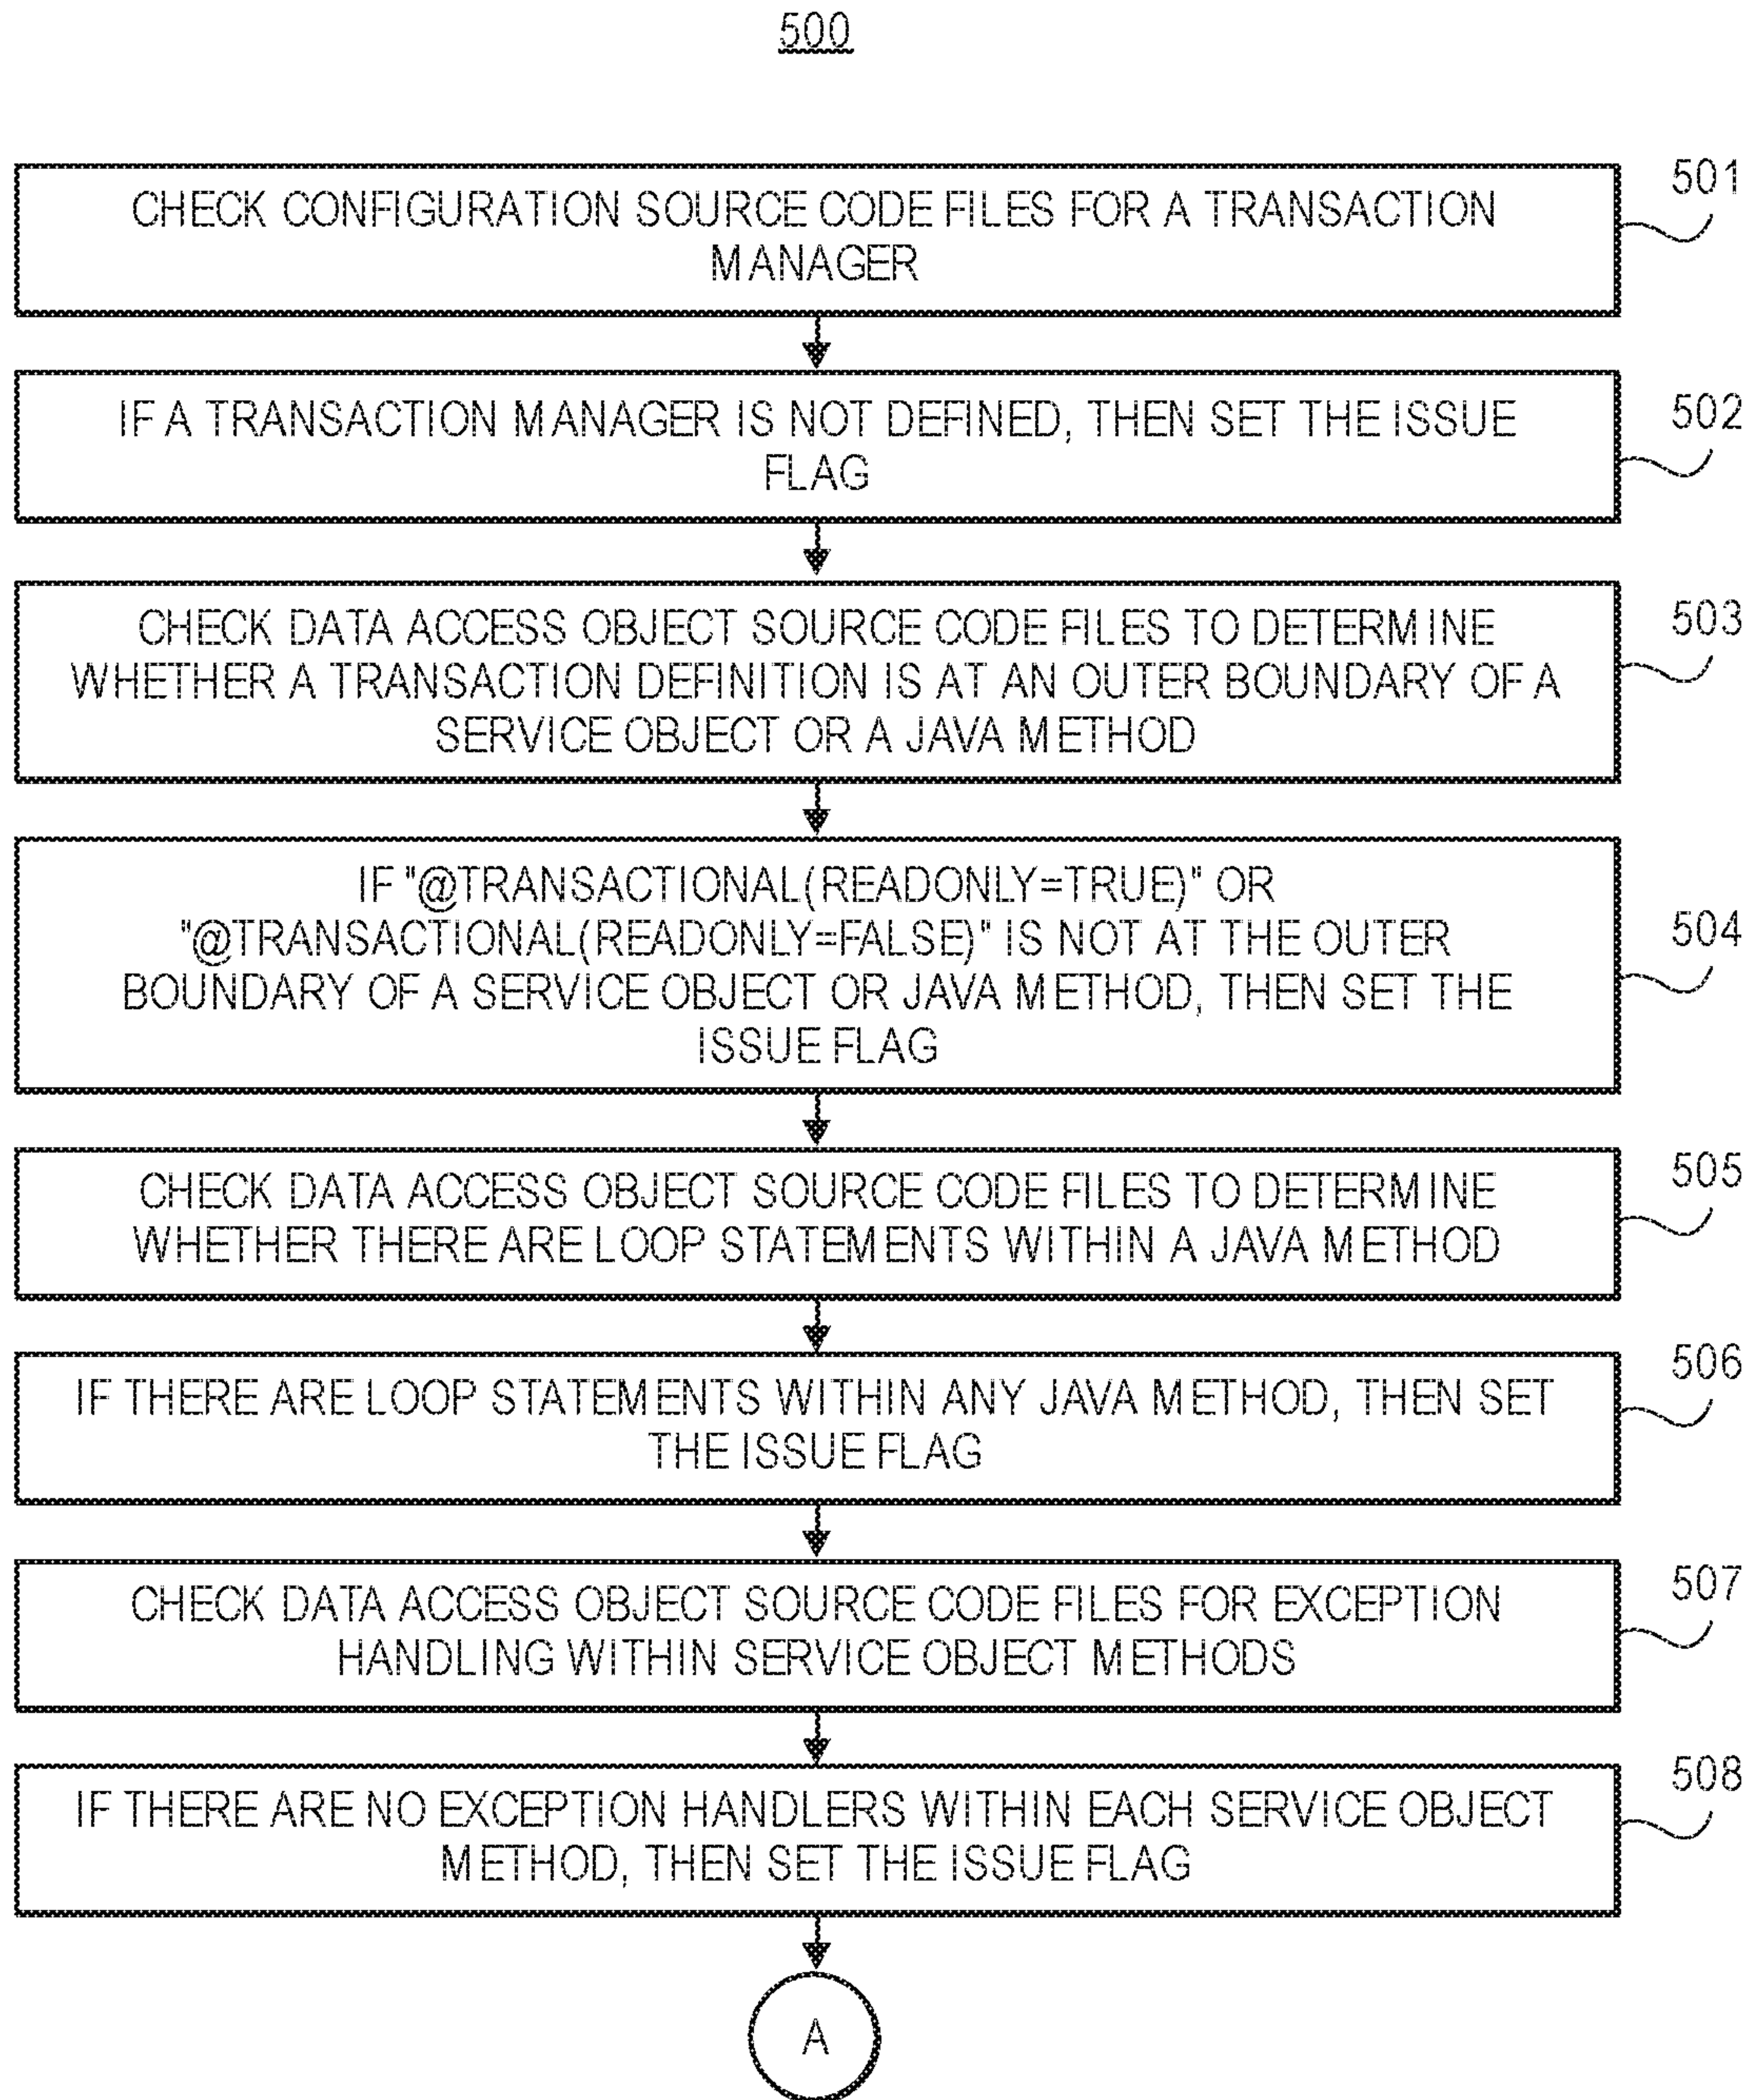 500
CHECK CONFIGURATION SOURCE CODE FILES FOR A TRANSACTION
MANAGER
501
IF A TRANSACTION MANAGER IS NOT DEFINED, THEN SET THE ISSUE
FLAG
502
CHECK DATA ACCESS OBJECT SOURCE CODE FILES TO DETERMINE
WHETHER A TRANSACTION DEFINITION IS AT AN OUTER BOUNDARY OF A
SERVICE OBJECT OR A JAVA METHOD
503
IF "@TRANSACTIONAL(READONLY=TRUE)" OR
"@TRANSACTIONAL(READONLY=FALSE)" IS NOT AT THE OUTER
BOUNDARY OF A SERVICE OBJECT OR JAVA METHOD, THEN SET THE
ISSUE FLAG
504
CHECK DATA ACCESS OBJECT SOURCE CODE FILES TO DETERMINE
WHETHER THERE ARE LOOP STATEMENTS WITHIN A JAVA METHOD
505
IF THERE ARE LOOP STATEMENTS WITHIN ANY JAVA METHOD, THEN SET
THE ISSUE FLAG
506
CHECK DATA ACCESS OBJECT SOURCE CODE FILES FOR EXCEPTION
HANDLING WITHIN SERVICE OBJECT METHODS
507
IF THERE ARE NO EXCEPTION HANDLERS WITHIN EACH SERVICE OBJECT
METHOD, THEN SET THE ISSUE FLAG
508
A